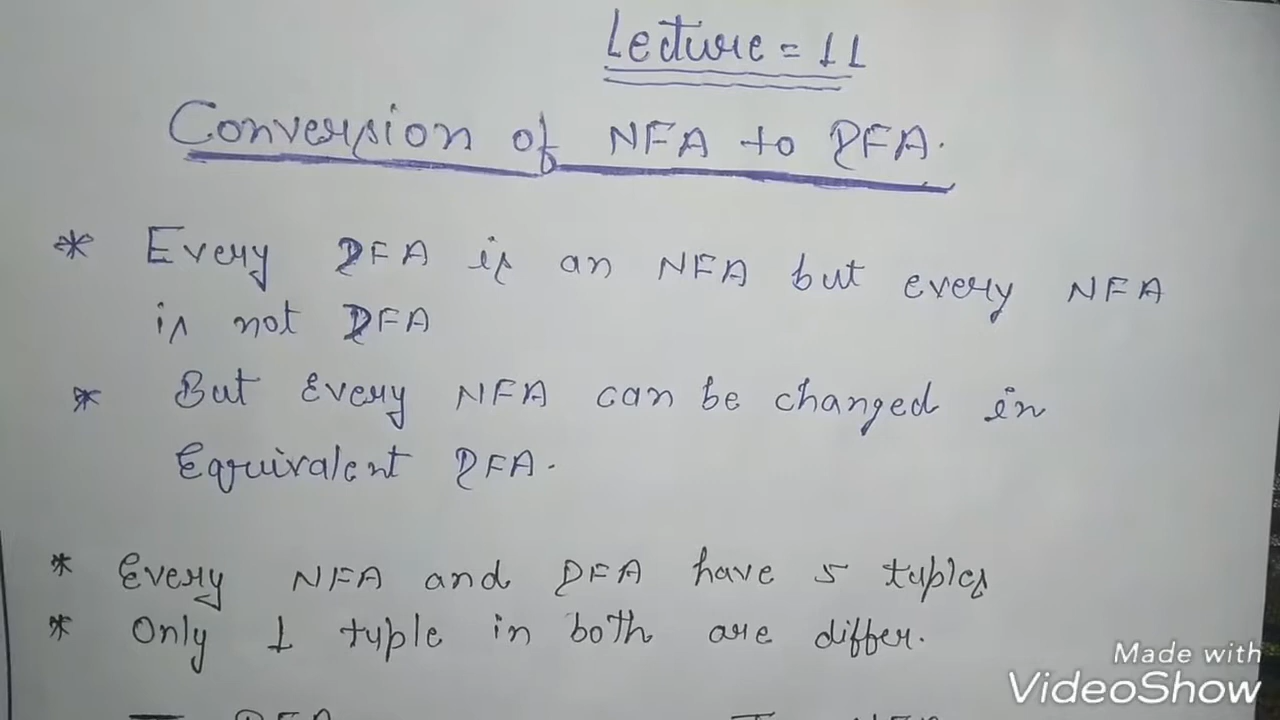 Lecture = 11
Conversion of NFA to DFA.
* Every DFA is an NFA but every NFA
is not DFA
* But Every NFA can be changed in
Equivalent DFA.
* Every NFA and DFA have 5 tuples
* Only 1 tuple in both are differ.
DFA NFA
Made with
VideoShow